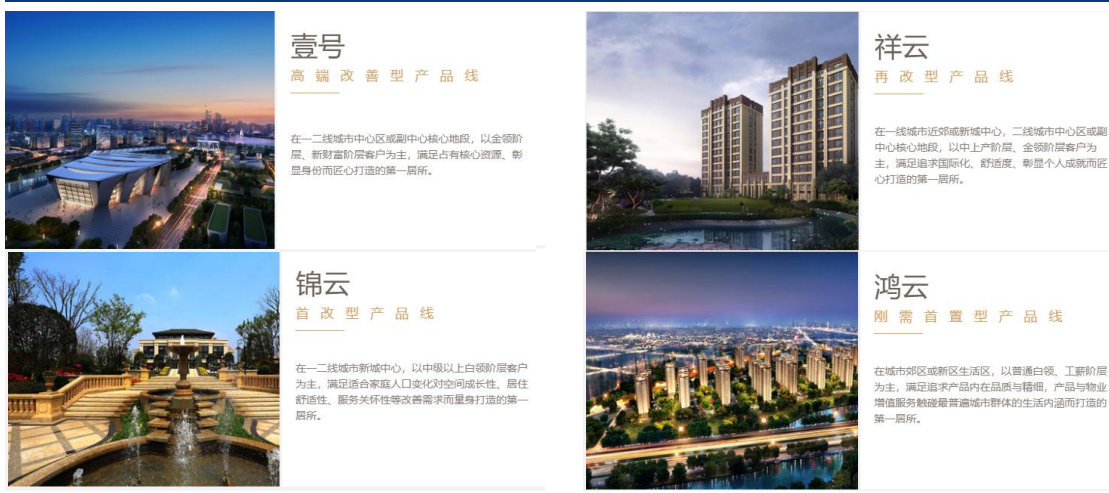 壹号
高端改善型产品线
在一二线城市中心区或副中心核心地段，以金领阶
层、新财富阶层客户为主，满足占有核心资源、彰
显身份而匠心打造的第一居所。
祥云
再改型产品线
在一线城市近郊或新城中心，二线城市中心区或副
中心核心地段，以中上产阶层、金领阶层客户为
主，满足追求国际化、舒适度、彰显个人成就而匠
心打造的第一居所。
锦云
首改型产品线
在一二线城市新城中心，以中级以上白领阶层客户
为主，满足适合家庭人口变化对空间成长性、居住
舒适性、服务关怀性等改善需求而量身打造的第一
居所。
鸿云
刚需首置型产品线
在城市郊区或新区生活区，以普通白领、工薪阶层
为主，满足追求产品内在品质与精细，产品与物业
增值服务触碰最普遍城市群体的生活内涵而打造的
第一居所。